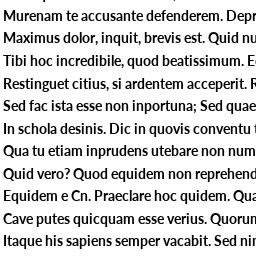 Murenam te accusante defenderem. Depr
Maximus dolor, inquit, brevis est. Quid nu
Tibi hoc incredibile, quod beatissimum. E
Restinguet citius, si ardentem acceperit. R
Sed fac ista esse non inportuna; Sed quae
In schola desinis. Dic in quovis conventu t
Qua tu etiam inprudens utebare non num
Quid vero? Quod equidem non reprehend
Equidem e Cn. Praeclare hoc quidem. Qua
Cave putes quicquam esse verius. Quorum
Itaque his sapiens semper vacabit. Sed nin